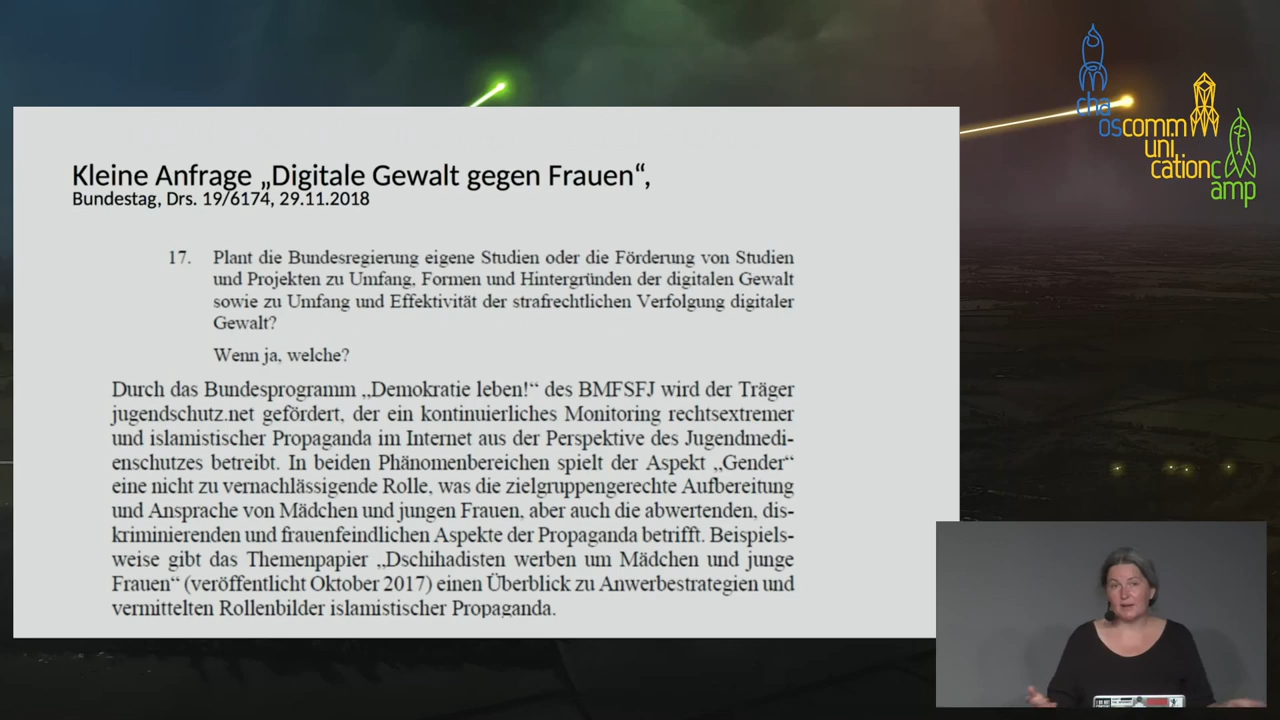 Kleine Anfrage „Digitale Gewalt gegen Frauen“,
Bundestag, Drs. 19/6174, 29.11.2018
17. Plant die Bundesregierung eigene Studien oder die Förderung von Studien
und Projekten zu Umfang, Formen und Hintergründen der digitalen Gewalt
sowie zu Umfang und Effektivität der strafrechtlichen Verfolgung digitaler
Gewalt?
Wenn ja, welche?
Durch das Bundesprogramm „Demokratie leben!“ des BMFSFJ wird der Träger
jugendschutz.net gefördert, der ein kontinuierliches Monitoring rechtsextremer
und islamistischer Propaganda im Internet aus der Perspektive des Jugendmedi-
enschutzes betreibt. In beiden Phänomenbereichen spielt der Aspekt „Gender“
eine nicht zu vernachlässigende Rolle, was die zielgruppengerechte Aufbereitung
und Ansprache von Mädchen und jungen Frauen, aber auch die abwertenden, dis-
kriminierenden und frauenfeindlichen Aspekte der Propaganda betrifft. Beispiels-
weise gibt das Themenpapier „Dschihadisten werben um Mädchen und junge
Frauen“ (veröffentlicht Oktober 2017) einen Überblick zu Anwerbestrategien und
vermittelten Rollenbilder islamistischer Propaganda.
cha
oscomm
uni
cationc
amp